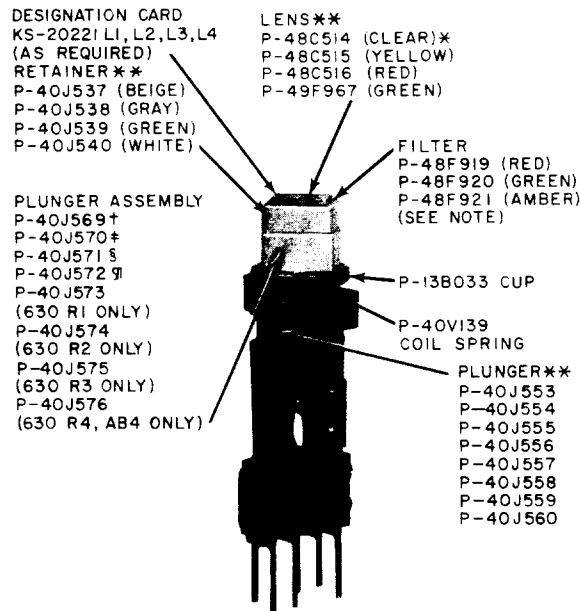 DESIGNATION CARD
KS-20221 L1, L2, L3, L4
(AS REQUIRED)
RETAINER**
P-40J537 (BEIGE)
P-40J538 (GRAY)
P-40J539 (GREEN)
P-40J540 (WHITE)
LENS**
P-48C514 (CLEAR)*
P-48C515 (YELLOW)
P-48C516 (RED)
P-49F967 (GREEN)
FILTER
P-48F919 (RED)
P-48F920 (GREEN)
P-48F921 (AMBER)
(SEE NOTE)
PLUNGER ASSEMBLY
P-40J569†
P-40J570‡
P-40J571 §
P-40J572 ¶
P-40J573
(630 R1 ONLY)
P-40J574
(630 R2 ONLY)
P-40J575
(630 R3 ONLY)
P-40J576
(630 R4, AB4 ONLY)
P-13B033 CUP
P-40V139
COIL SPRING
PLUNGER**
P-40J553
P-40J554
P-40J555
P-40J556
P-40J557
P-40J558
P-40J559
P-40J560